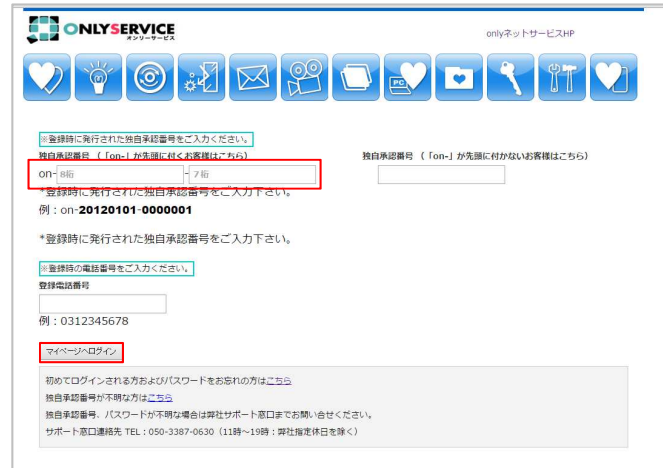 ONLYSERVICE
オンリーサービス
onlyネットサービスHP
PC
※登録時に発行された独自承認番号をご入力ください。
独自承認番号 (「on-」が先頭に付くお客様はこちら)
独自承認番号 (「on-」が先頭に付かないお客様はこちら)
on- 8桁 - 7桁
*登録時に発行された独自承認番号をご入力下さい。
例：on-20120101-0000001
*登録時に発行された独自承認番号をご入力下さい。
※登録時の電話番号をご入力ください。
登録電話番号
例：0312345678
マイページへログイン
初めてログインされる方およびパスワードをお忘れの方はこちら
独自承認番号が不明な方はこちら
独自承認番号、パスワードが不明な場合は弊社サポート窓口までお問い合せください。
サポート窓口連絡先 TEL：050-3387-0630（11時～19時：弊社指定休日を除く）